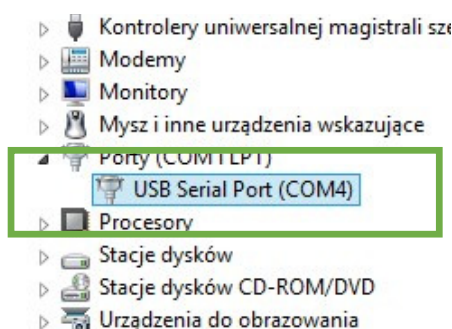 Kontrolery uniwersalnej magistrali sze
Modemy
Monitory
Mysz i inne urządzenia wskazujące
Porty (COM i LPT)
USB Serial Port (COM4)
Procesory
Stacje dysków
Stacje dysków CD-ROM/DVD
Urządzenia do obrazowania